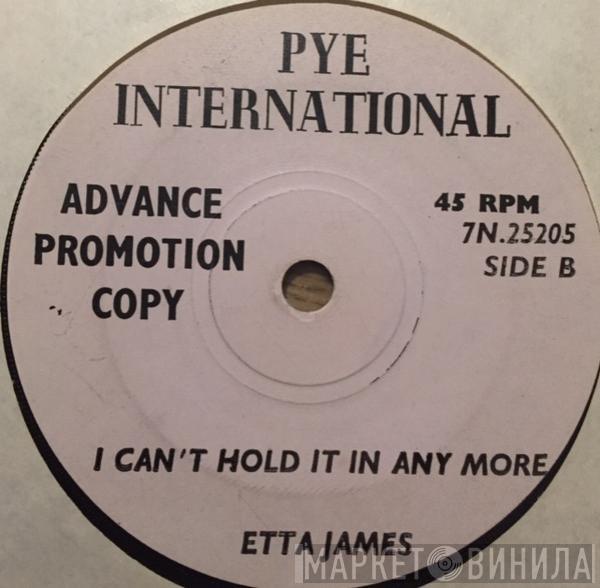 PYE
INTERNATIONAL
ADVANCE
PROMOTION
COPY
45 RPM
7N.25205
SIDE B
I CAN'T HOLD IT IN ANY MORE
ETTA JAMES
МАРКЕТ ВИНИЛА